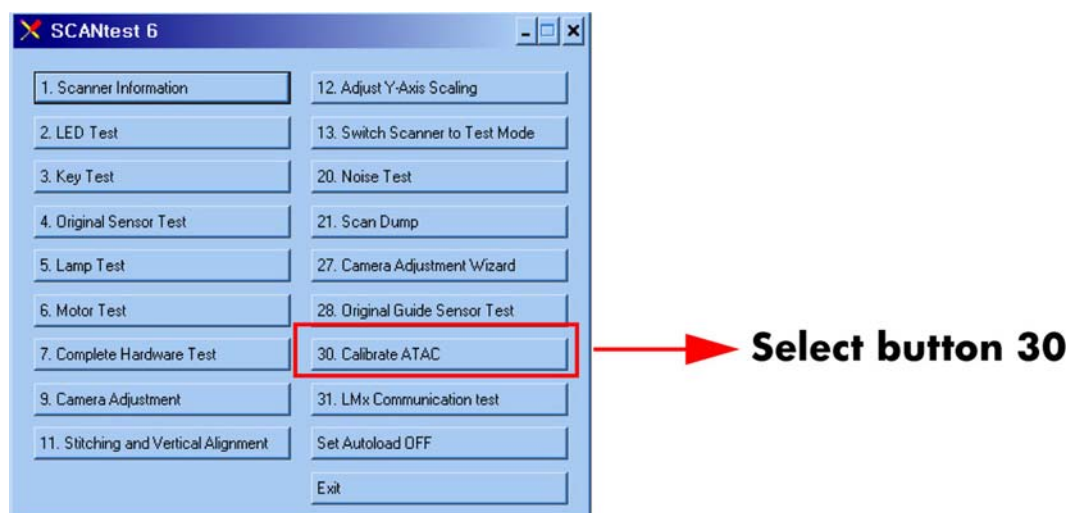 SCANtest 6
1. Scanner Information
2. LED Test
3. Key Test
4. Original Sensor Test
5. Lamp Test
6. Motor Test
7. Complete Hardware Test
9. Camera Adjustment
11. Stitching and Vertical Alignment
12. Adjust Y-Axis Scaling
13. Switch Scanner to Test Mode
20. Noise Test
21. Scan Dump
27. Camera Adjustment Wizard
28. Original Guide Sensor Test
30. Calibrate ATAC
31. LMx Communication test
Set Autoload OFF
Exit
Select button 30